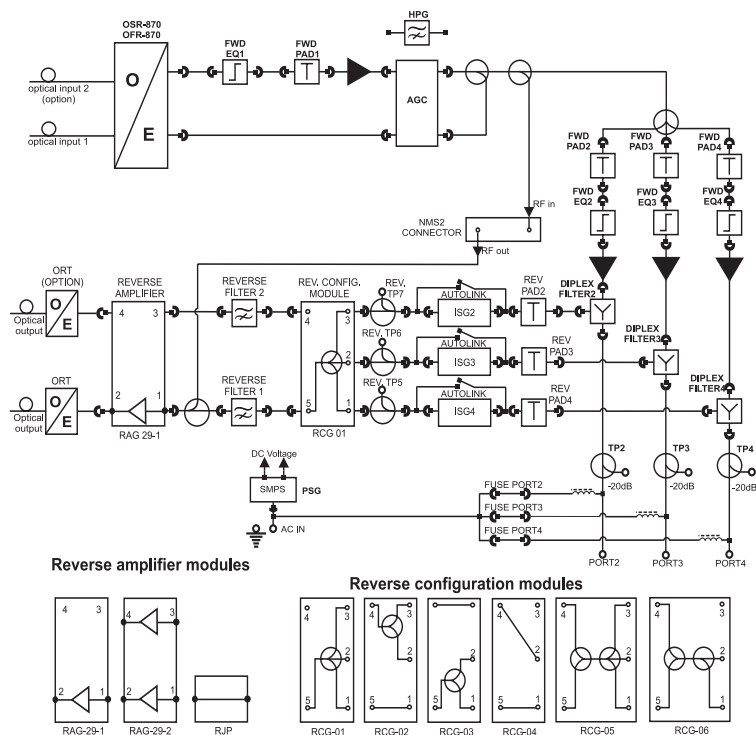 OSR-870
OFR-870
HPG
FWD
EQ1
FWD
PAD1
O
E
AGC
optical input 2
(option)
optical input 1
FWD
PAD2
FWD
PAD3
FWD
PAD4
FWD
EQ2
FWD
EQ3
FWD
EQ4
RF in
NMS2
CONNECTOR
RF out
ORT
(OPTION)
REVERSE
AMPLIFIER
REVERSE
FILTER 2
REV. CONFIG.
MODULE
REV.
TP7
AUTOLINK
ISG2
REV
PAD2
DIPLEX
FILTER2
O
E
4 3
4 3
Optical
output
REV, TP6
AUTOLINK
ISG3
REV
PAD3
DIPLEX
FILTER3
2
ORT
REVERSE
FILTER 1
REV, TP5
AUTOLINK
ISG4
REV
PAD4
DIPLEX
FILTER4
O
E
2 1
5 1
Optical
output
RAG 29-1
RCG 01
DC Voltage
SMPS
PSG
AC IN
TP2
-20dB
TP3
-20dB
TP4
-20dB
FUSE PORT2
FUSE PORT3
FUSE PORT4
PORT2
PORT3
PORT4
Reverse amplifier modules
Reverse configuration modules
4 3
2 1
RAG-29-1
4 3
2 1
RAG-29-2
RJP
4 3
2
5 1
RCG-01
4 3
2
5 1
RCG-02
2
5 1
RCG-03
4 3
2
5 1
RCG-04
4 3
2
5 1
RCG-05
4 3
2
5 1
RCG-06